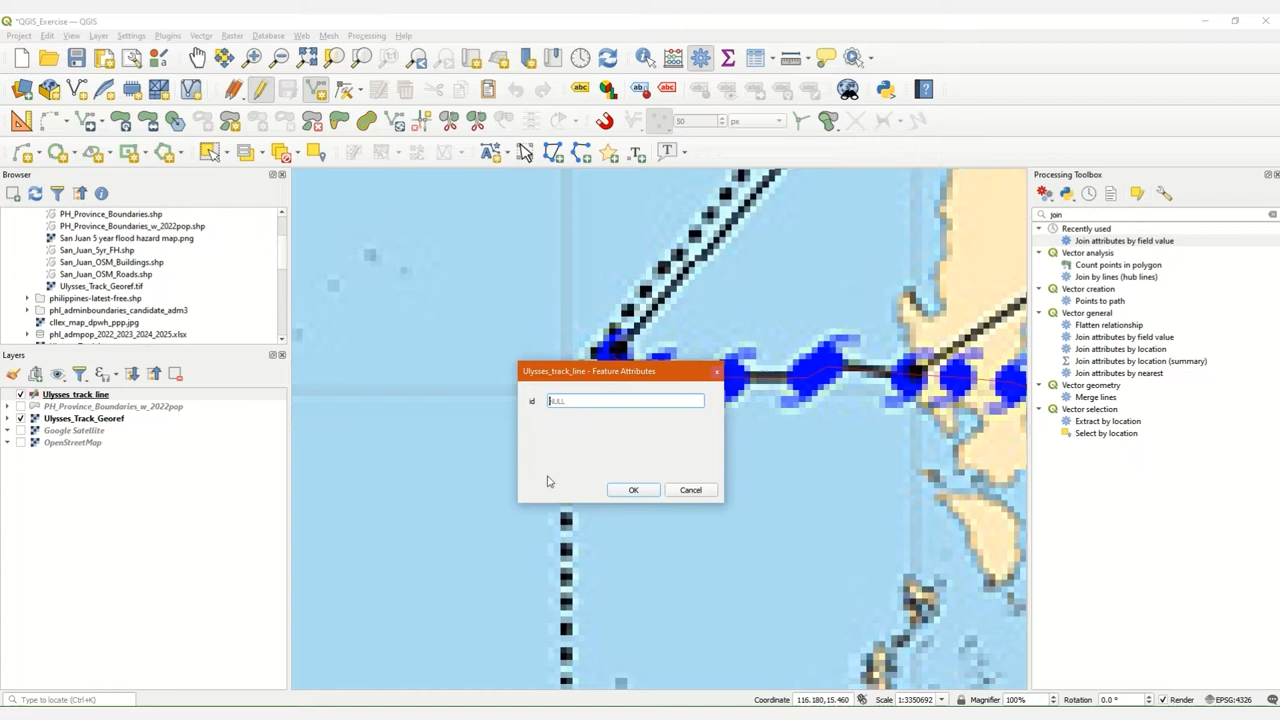 *QGIS_Exercise — QGIS
Project Edit View Layer Settings Plugins Vector Raster Database Web Mesh Processing Help
abc abc abc
50 px
T
Browser
PH_Province_Boundaries.shp
PH_Province_Boundaries_w_2022pop.shp
San Juan 5 year flood hazard map.png
San_Juan_5yr_FH.shp
San_Juan_OSM_Buildings.shp
San_Juan_OSM_Roads.shp
Ulysses_Track_Georef.tif
philippines-latest-free.shp
phl_adminboundaries_candidate_adm3
cllex_map_dpwh_ppp.jpg
phl_admpop_2022_2023_2024_2025.xlsx
Layers
Ulysses_track_line
PH_Province_Boundaries_w_2022pop
Ulysses_Track_Georef
Google Satellite
OpenStreetMap
Ulysses_track_line - Feature Attributes
id NULL
OK Cancel
Processing Toolbox
join
Recently used
Join attributes by field value
Vector analysis
Count points in polygon
Join by lines (hub lines)
Vector creation
Points to path
Vector general
Flatten relationship
Join attributes by field value
Join attributes by location
Join attributes by location (summary)
Join attributes by nearest
Vector geometry
Merge lines
Vector selection
Extract by location
Select by location
Type to locate (Ctrl+K)
Coordinate 116.180,15.460 Scale 1:3350692 Magnifier 100% Rotation 0.0 ° Render EPSG:4326